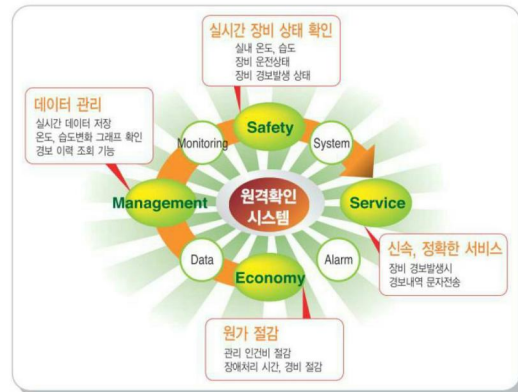 실시간 장비 상태 확인
실내 온도, 습도
장비 운전상태
장비 경보발생 상태
데이터 관리
실시간 데이터 저장
온도, 습도변화 그래프 확인
경보 이력 조회 기능
Monitoring
Safety
System
Management
원격확인
시스템
Service
Data
Economy
Alarm
신속, 정확한 서비스
장비 경보발생시
경보내역 문자전송
원가 절감
관리 인건비 절감
장애처리 시간, 경비 절감